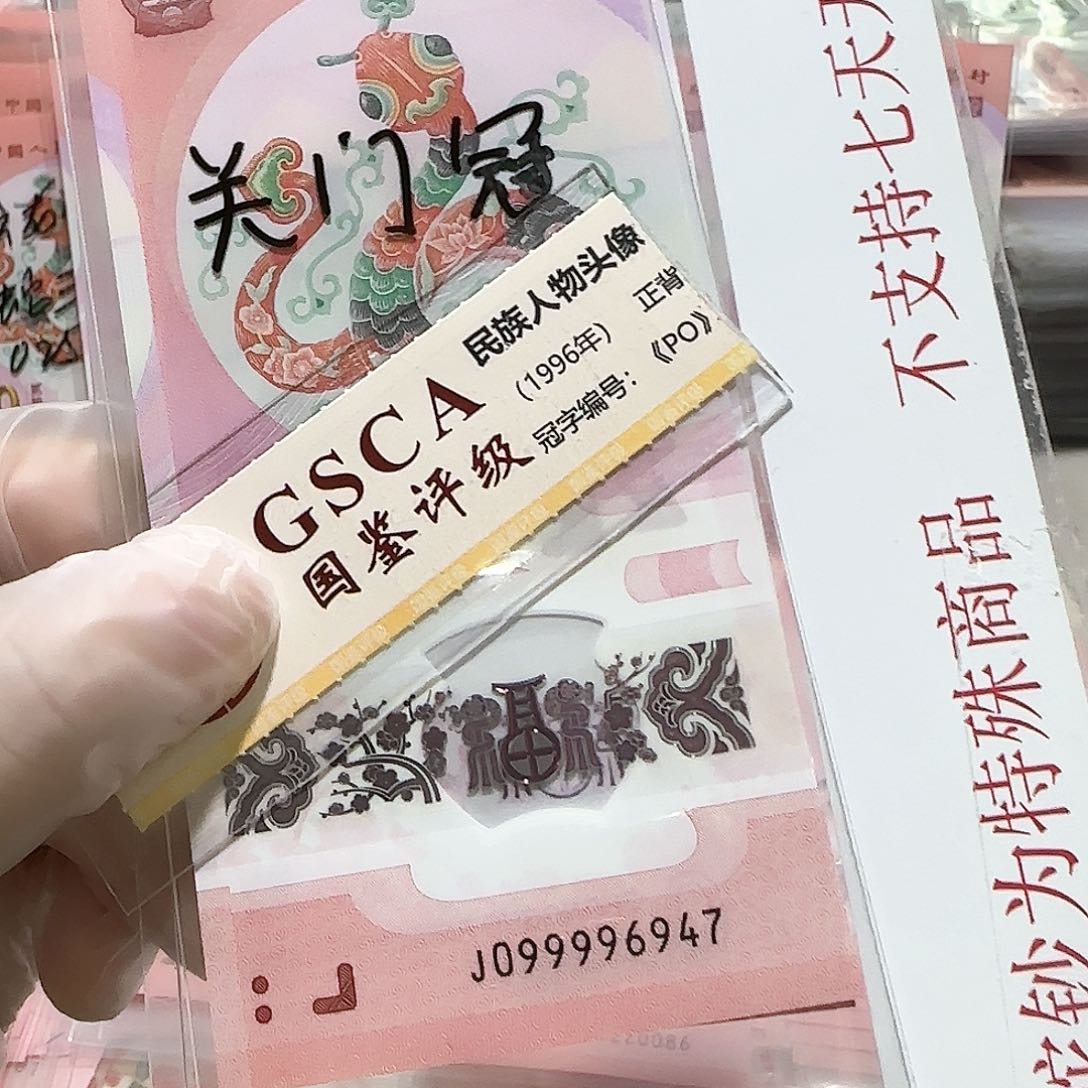 关门冠
GSCA
国鉴评级
民族人物头像
(1996年)
正背
冠字编号:
《PO》
J099996947
不支持七天无
钞为特殊商品